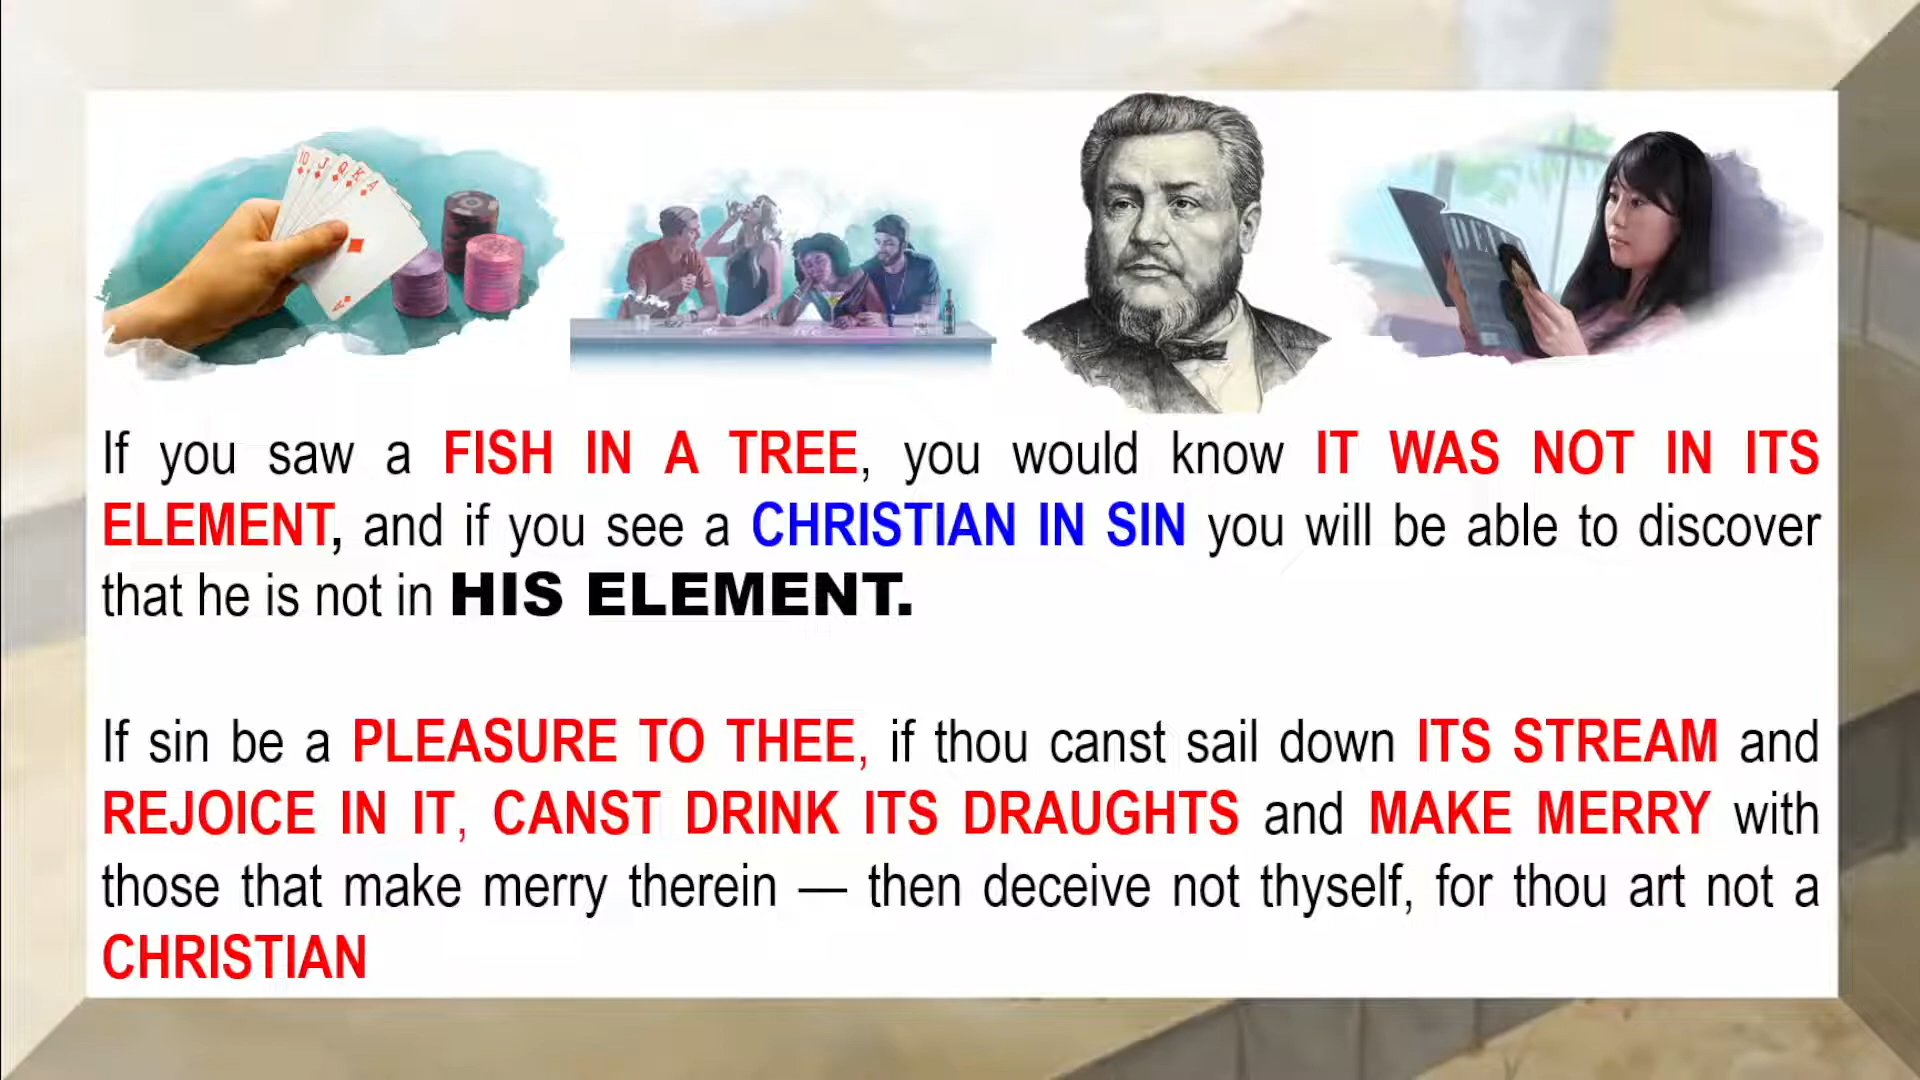 10 J Q K A
A
If you saw a FISH IN A TREE, you would know IT WAS NOT IN ITS
ELEMENT, and if you see a CHRISTIAN IN SIN you will be able to discover
that he is not in HIS ELEMENT.
If sin be a PLEASURE TO THEE, if thou canst sail down ITS STREAM and
REJOICE IN IT, CANST DRINK ITS DRAUGHTS and MAKE MERRY with
those that make merry therein — then deceive not thyself, for thou art not a
CHRISTIAN